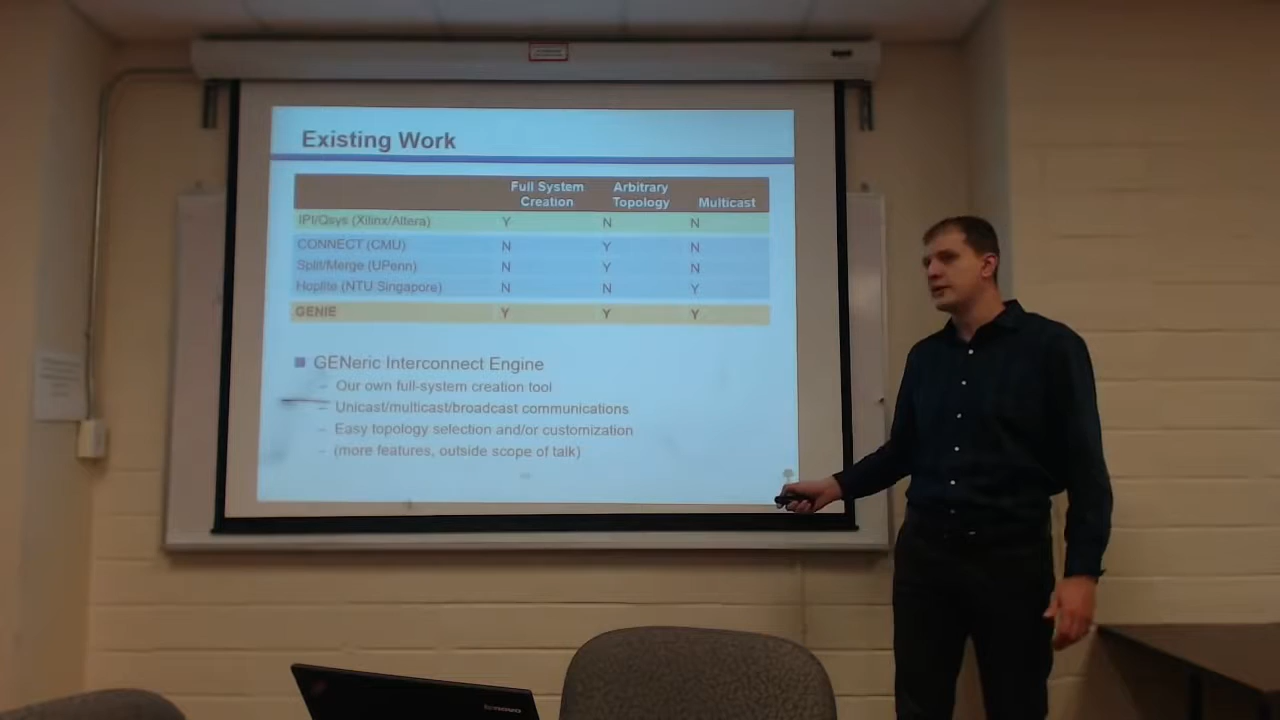 Existing Work
Full System Creation Arbitrary Topology Multicast
IPI/Qsys (Xilinx/Altera) Y N N
CONNECT (CMU) N Y N
Split/Merge (UPenn) N Y N
Hoplite (NTU Singapore) N N Y
GENIE Y Y Y
GENeric Interconnect Engine
– Our own full-system creation tool
– Unicast/multicast/broadcast communications
– Easy topology selection and/or customization
– (more features, outside scope of talk)
lenovo